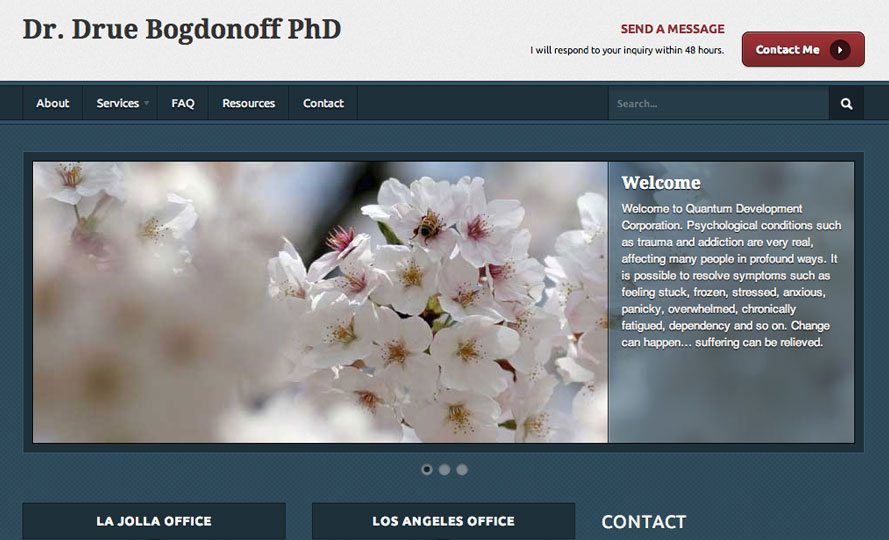 Dr. Drue Bogdonoff PhD
SEND A MESSAGE
I will respond to your inquiry within 48 hours.
Contact Me
About
Services
FAQ
Resources
Contact
Search...
Welcome
Welcome to Quantum Development
Corporation. Psychological conditions such
as trauma and addiction are very real,
affecting many people in profound ways. It
is possible to resolve symptoms such as
feeling stuck, frozen, stressed, anxious,
panicky, overwhelmed, chronically
fatigued, dependency and so on. Change
can happen... suffering can be relieved.
LA JOLLA OFFICE
LOS ANGELES OFFICE
CONTACT